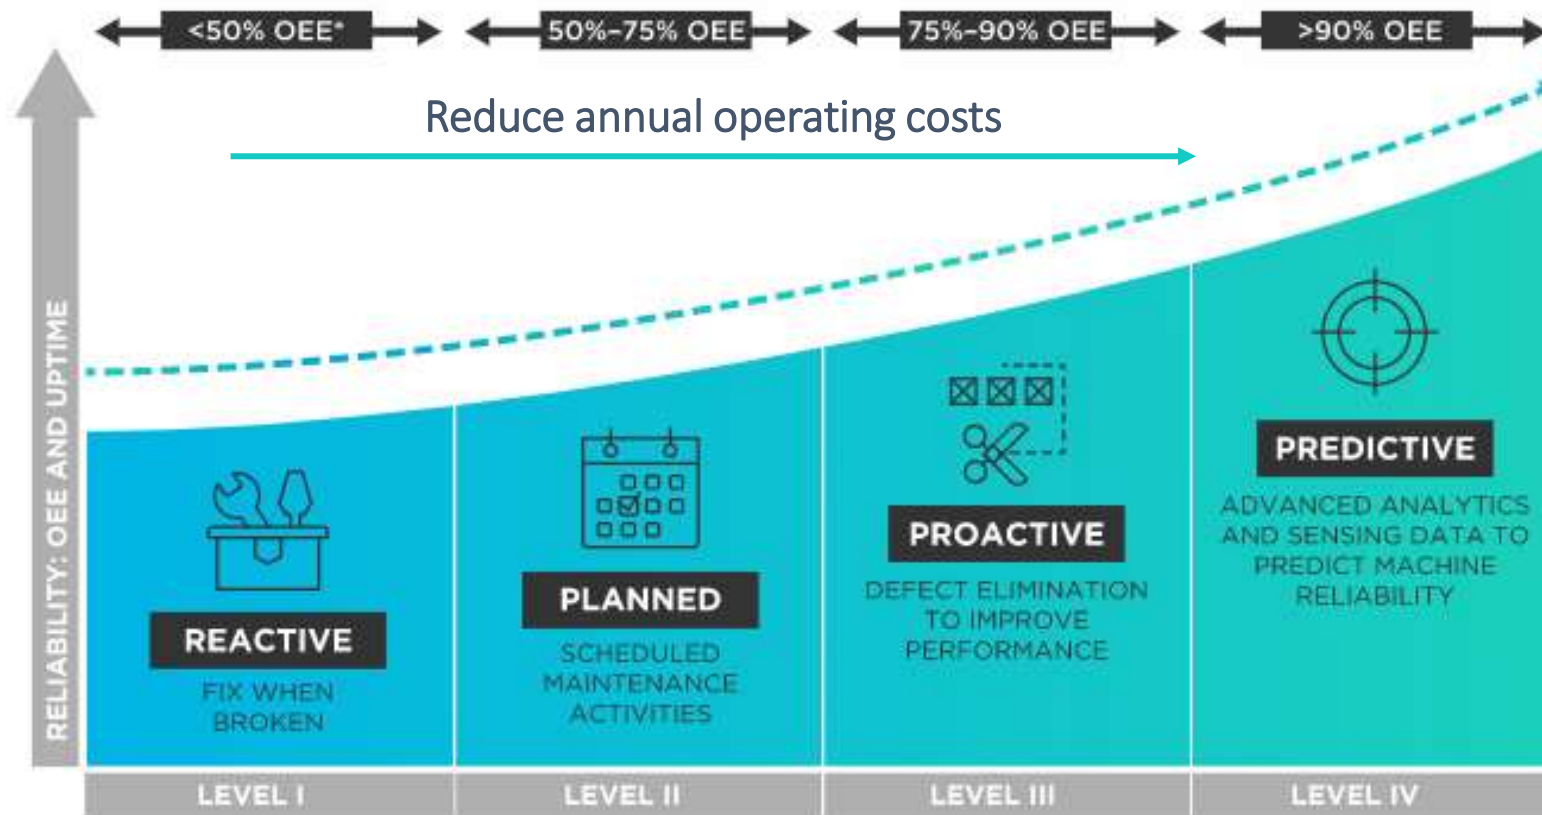 <50% OEE*
50%–75% OEE
75%–90% OEE
>90% OEE
Reduce annual operating costs
RELIABILITY: OEE AND UPTIME
REACTIVE
FIX WHEN
BROKEN
PLANNED
SCHEDULED
MAINTENANCE
ACTIVITIES
PROACTIVE
DEFECT ELIMINATION
TO IMPROVE
PERFORMANCE
PREDICTIVE
ADVANCED ANALYTICS
AND SENSING DATA TO
PREDICT MACHINE
RELIABILITY
LEVEL I
LEVEL II
LEVEL III
LEVEL IV